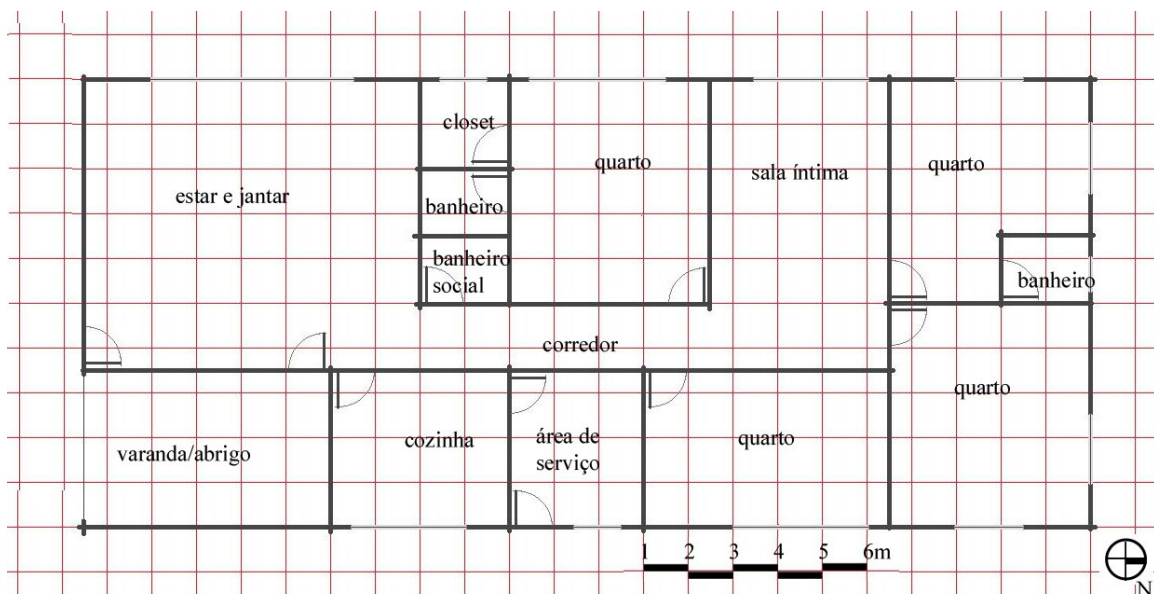 closet
quarto
sala íntima
quarto
estar e jantar
banheiro
banheiro
social
banheiro
corredor
quarto
varanda/abrigo
cozinha
área de
serviço
quarto
1 2 3 4 5 6m
N